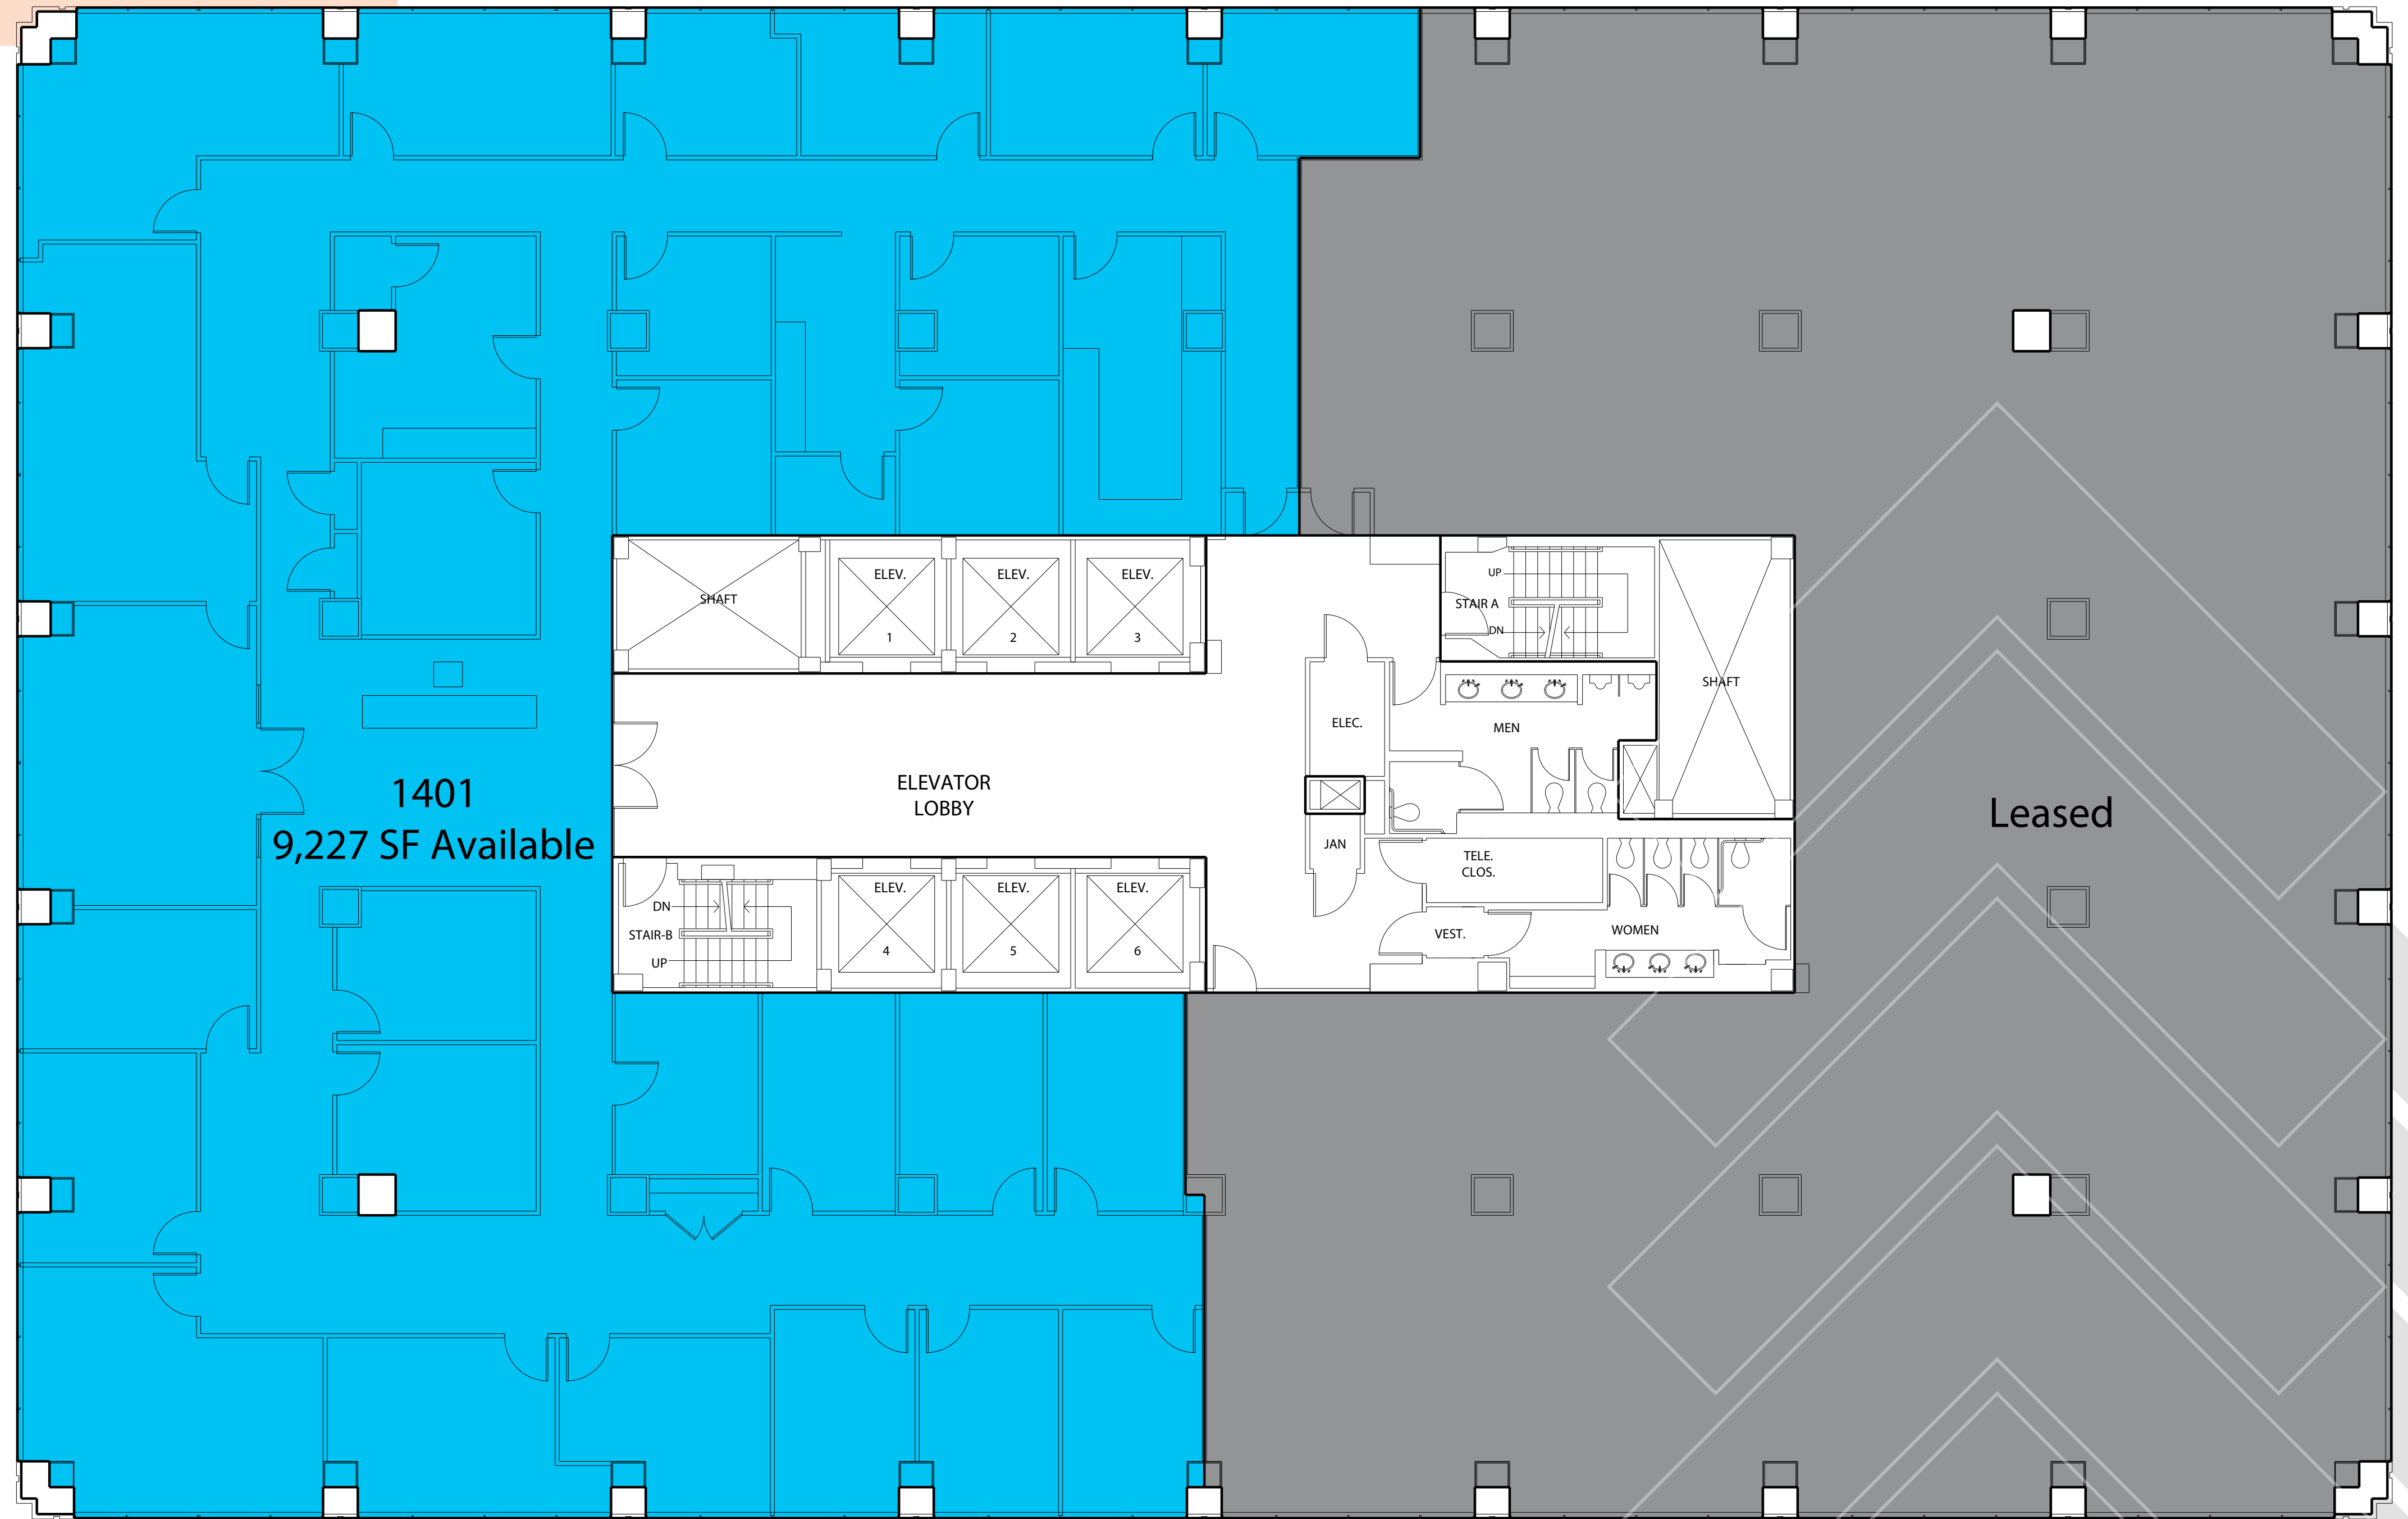 ELEV.
ELEV.
ELEV.
SHAFT
1
2
3
UP
STAIR A
DN
SHAFT
ELEC.
MEN
ELEVATOR
LOBBY
1401
9,227 SF Available
Leased
JAN
TELE.
CLOS.
ELEV.
ELEV.
ELEV.
DN
STAIR-B
UP
4
5
6
VEST.
WOMEN